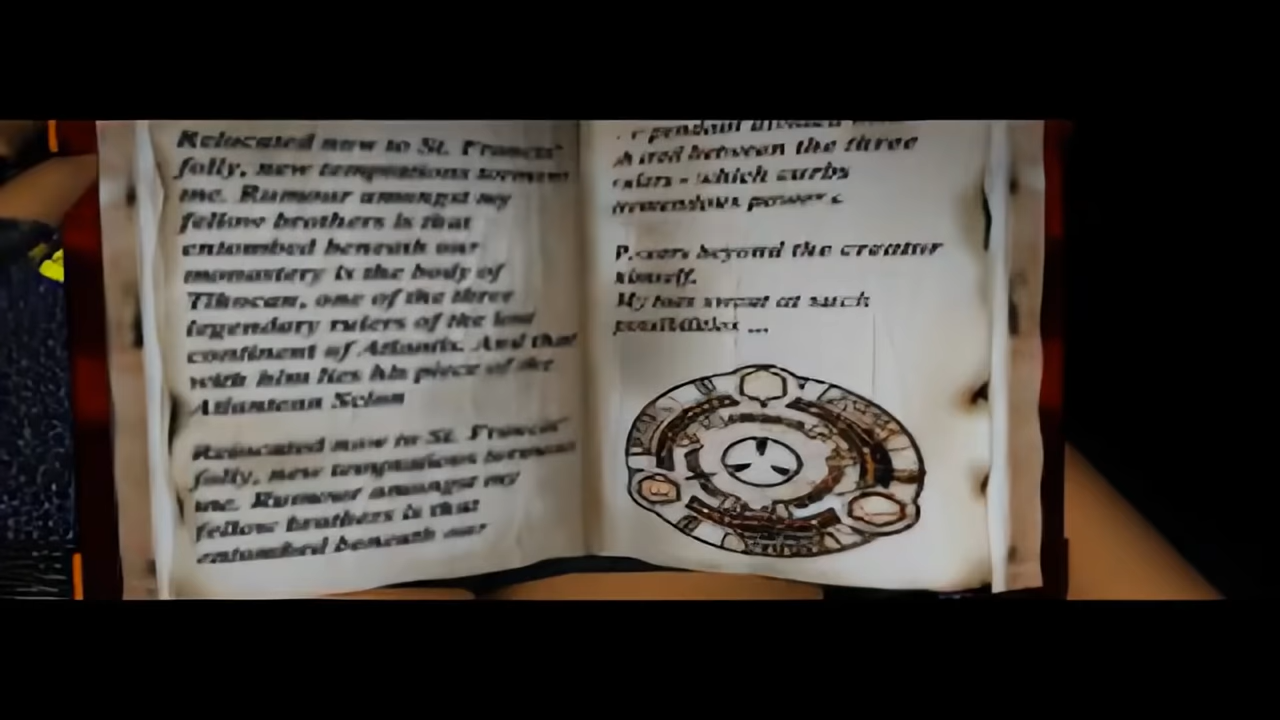 Relocated now to St. Francis'
folly, new temptations torment
me. Rumour amongst my
fellow brothers is that
entombed beneath our
monastery is the body of
Tihocan, one of the three
legendary rulers of the lost
continent of Atlantis. And that
with him lies his piece of the
Atlantean Scion
Relocated now to St. Francis'
folly, new temptations torment
me. Rumour amongst my
fellow brothers is that
entombed beneath our
pendant divided
between the three
which curbs
tremendous power
beyond the creator
himself.
My toes sweat at such
possibilities ...